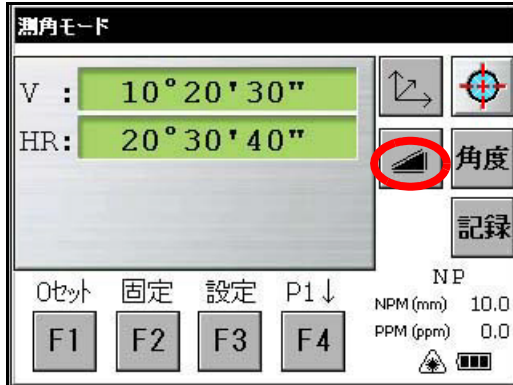 測角モード
V : 10°20'30"
HR: 20°30'40"
角度
記録
0セット 固定 設定 P1↓
F1 F2 F3 F4
NP
NPM (mm) 10.0
PPM (ppm) 0.0